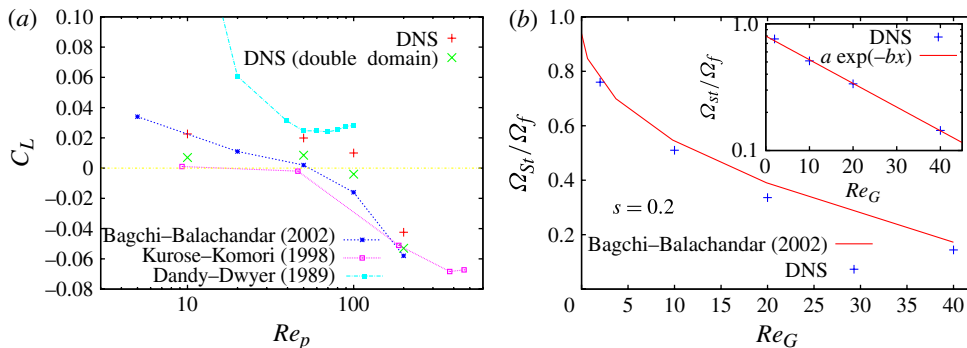 (a)
0.10
0.08
0.06
0.04
0.02
0
−0.02
−0.04
−0.06
−0.08
C_L
DNS
DNS (double domain)
Bagchi–Balachandar (2002)
Kurose–Komori (1998)
Dandy–Dwyer (1989)
10
100
Re_p
(b)
1.0
0.8
0.6
0.4
0.2
Ω_St/Ω_f
s = 0.2
Bagchi–Balachandar (2002)
DNS
0 5 10 15 20 25 30 35 40
Re_G
1.0
0.1
Ω_st/Ω_f
DNS
a exp(−bx)
0 10 20 30 40
Re_G